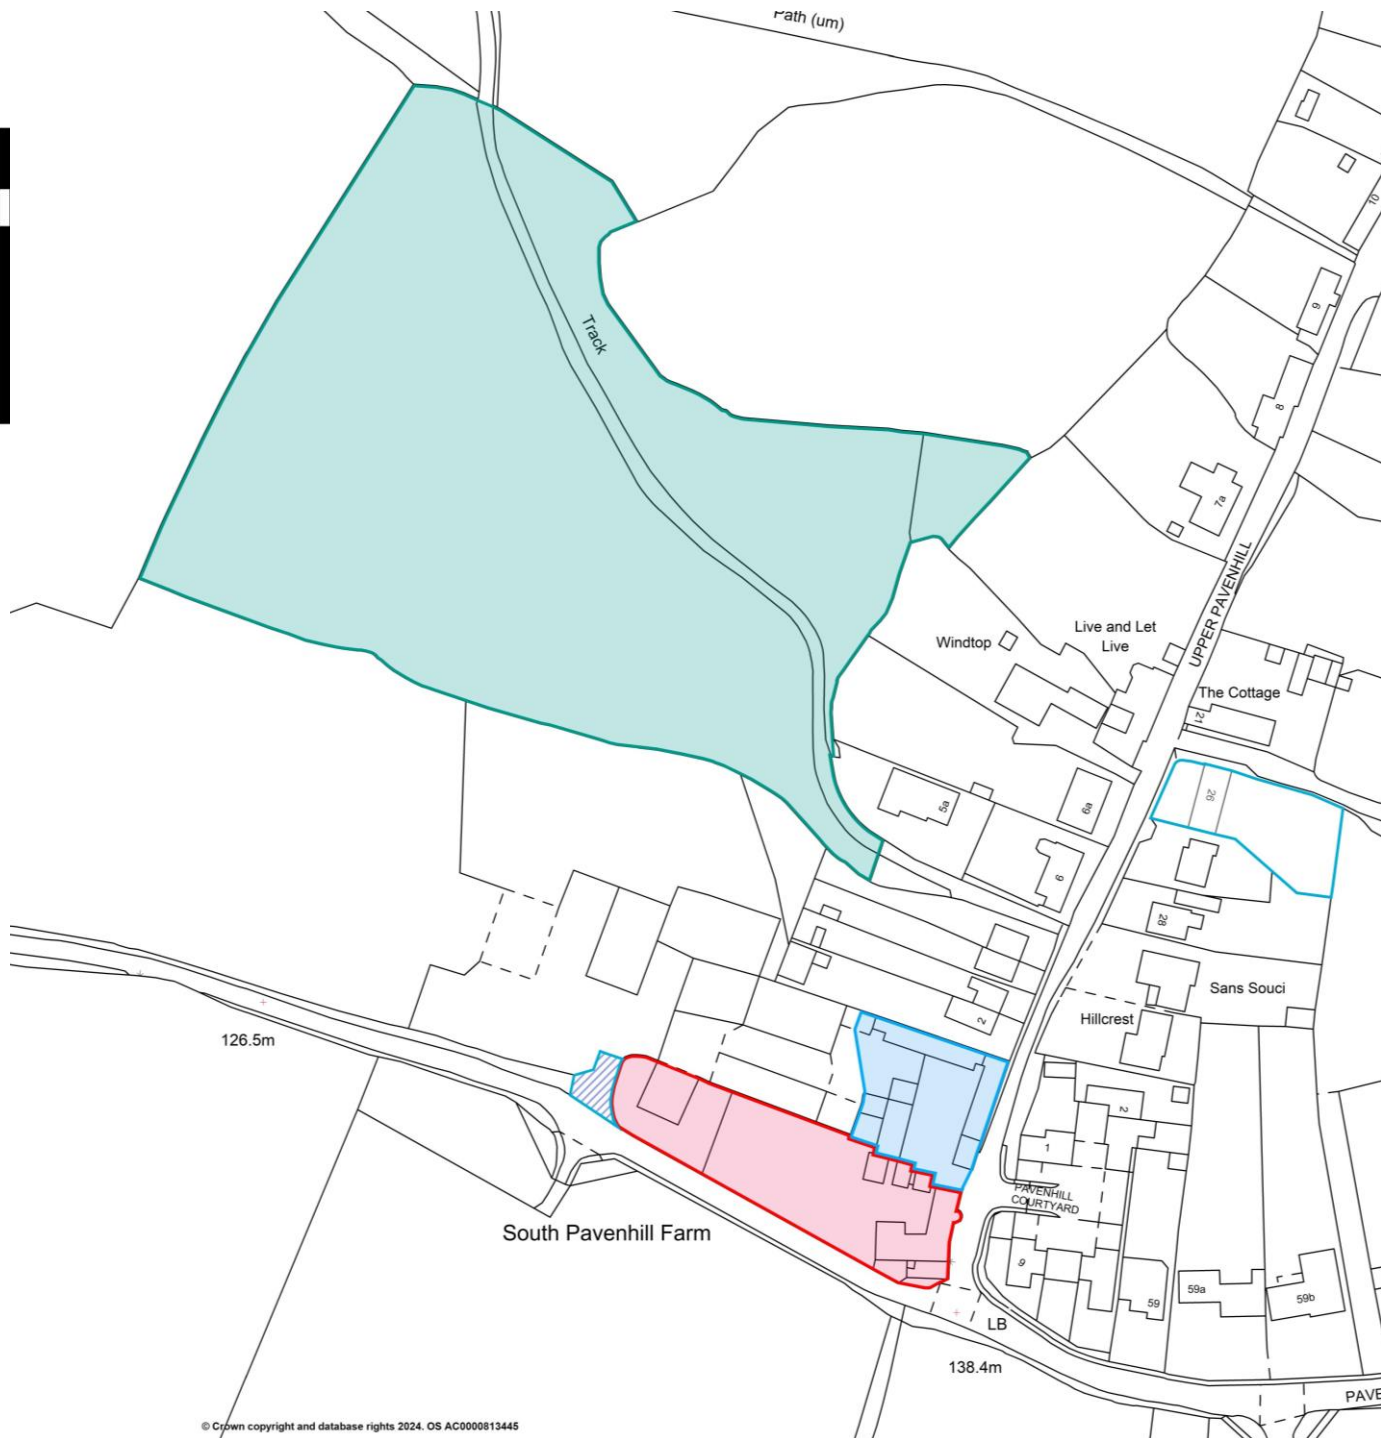 Path (um)
10
9
Track
8
7a
UPPER PAVENHILL
Live and Let
Live
Windtop
The Cottage
21
26
5a
6a
6
28
Sans Souci
2
Hillcrest
126.5m
2
1
PAVENHILL
COURTYARD
South Pavenhill Farm
9
59a
59
59b
LB
138.4m
PAVE
© Crown copyright and database rights 2024. OS AC0000813445